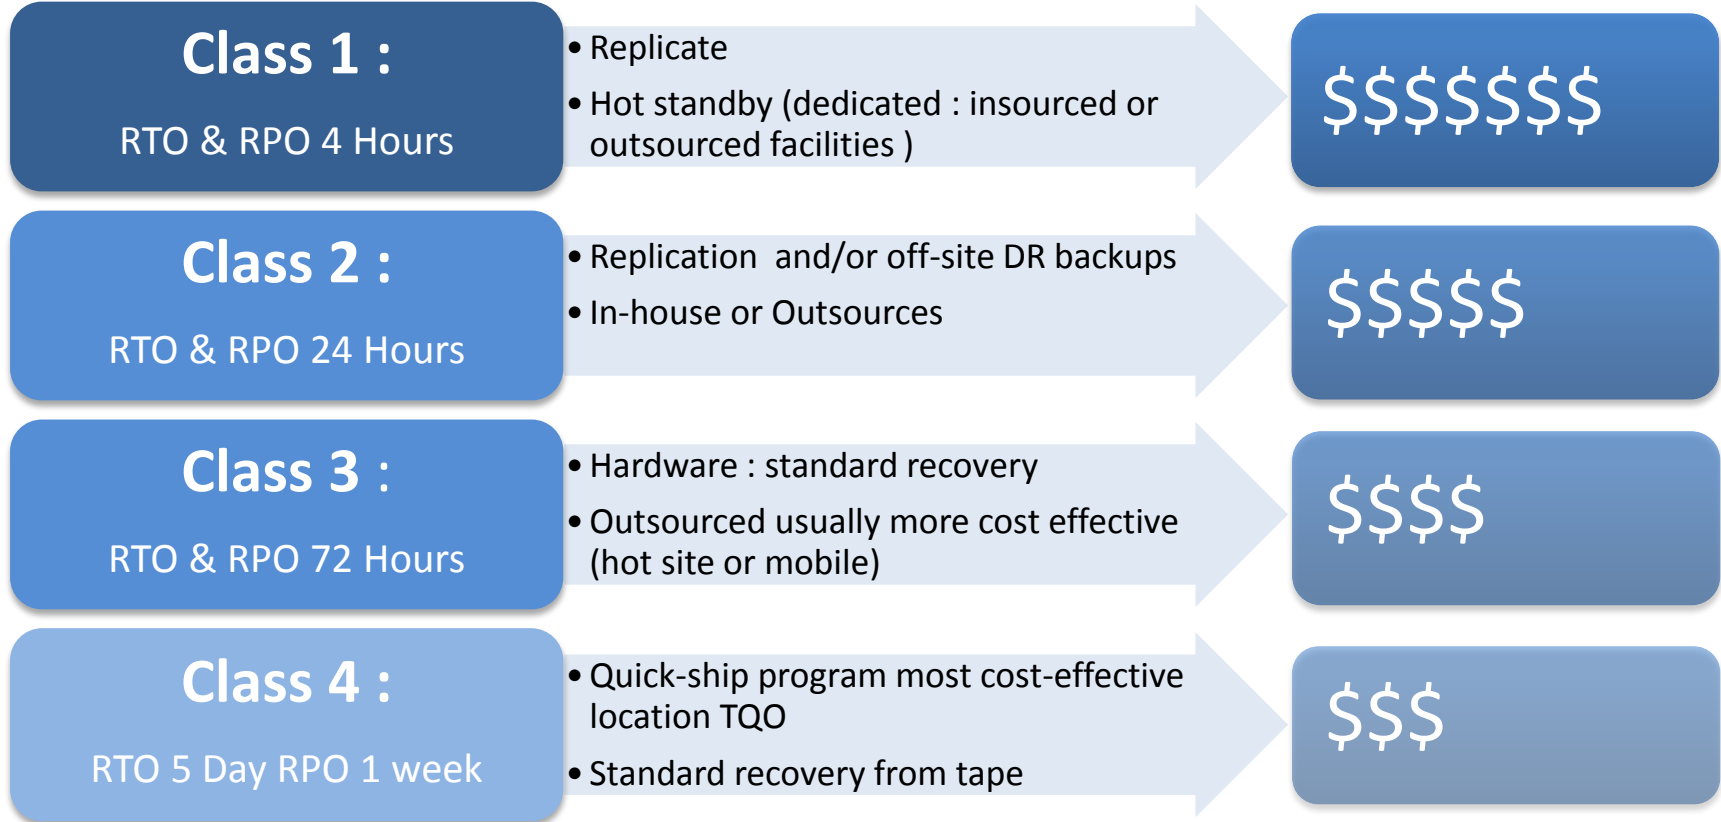 Class 1 :
RTO & RPO 4 Hours
• Replicate
• Hot standby (dedicated : insourced or
outsourced facilities )
$$$$$$$
Class 2 :
RTO & RPO 24 Hours
• Replication  and/or off-site DR backups
• In-house or Outsources
$$$$$
Class 3 :
RTO & RPO 72 Hours
• Hardware : standard recovery
• Outsourced usually more cost effective
(hot site or mobile)
$$$$
Class 4 :
RTO 5 Day RPO 1 week
• Quick-ship program most cost-effective
location TQO
• Standard recovery from tape
$$$